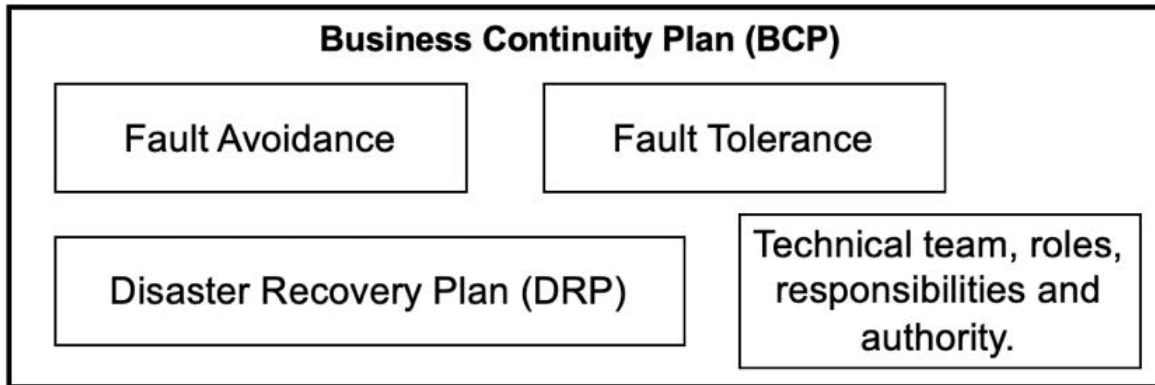 Business Continuity Plan (BCP)
Fault Avoidance
Fault Tolerance
Disaster Recovery Plan (DRP)
Technical team, roles,
responsibilities and
authority.